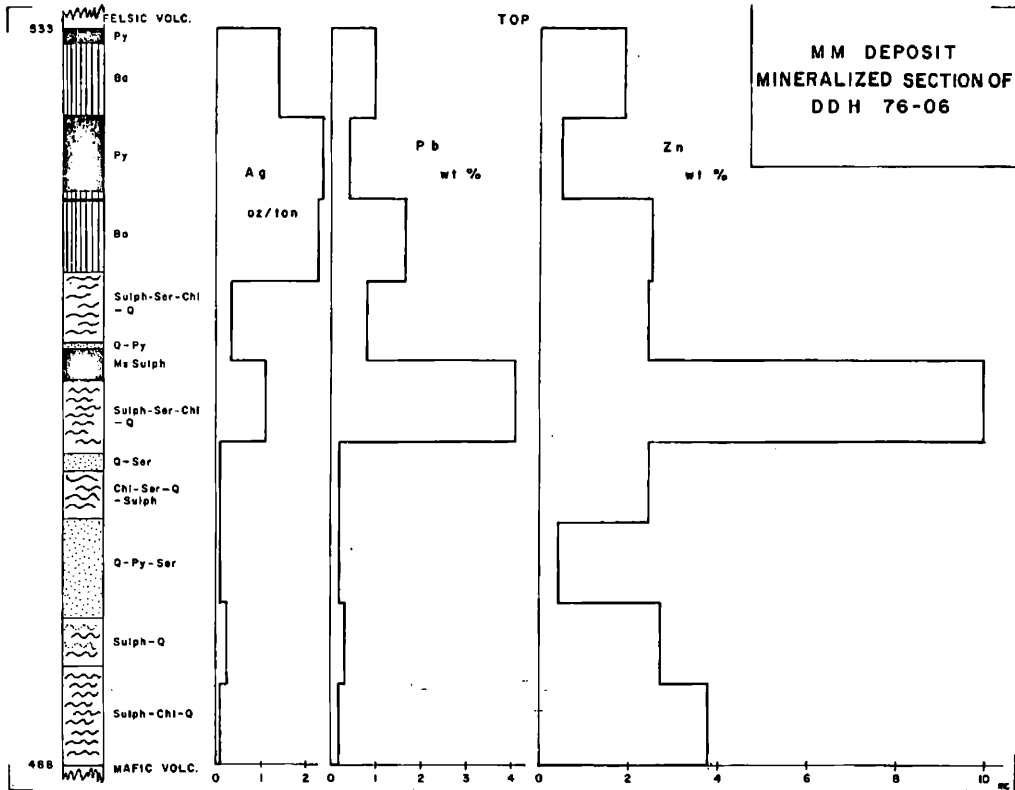 FELSIC VOLC.
TOP
533
Py
Ba
Py
Ba
Sulph-Ser-Chl
-Q
Q-Py
Ms Sulph
Sulph-Ser-Chl
-Q
Q-Ser
Chl-Ser-Q
-Sulph
Q-Py-Ser
Sulph-Q
Sulph-Chl-Q
488
MAFIC VOLC.
Ag
oz/ton
0 1 2
Pb
wt %
0 1 2 3 4
Zn
wt %
0 2 4 6 8 10
MM DEPOSIT
MINERALIZED SECTION OF
DDH 76-06